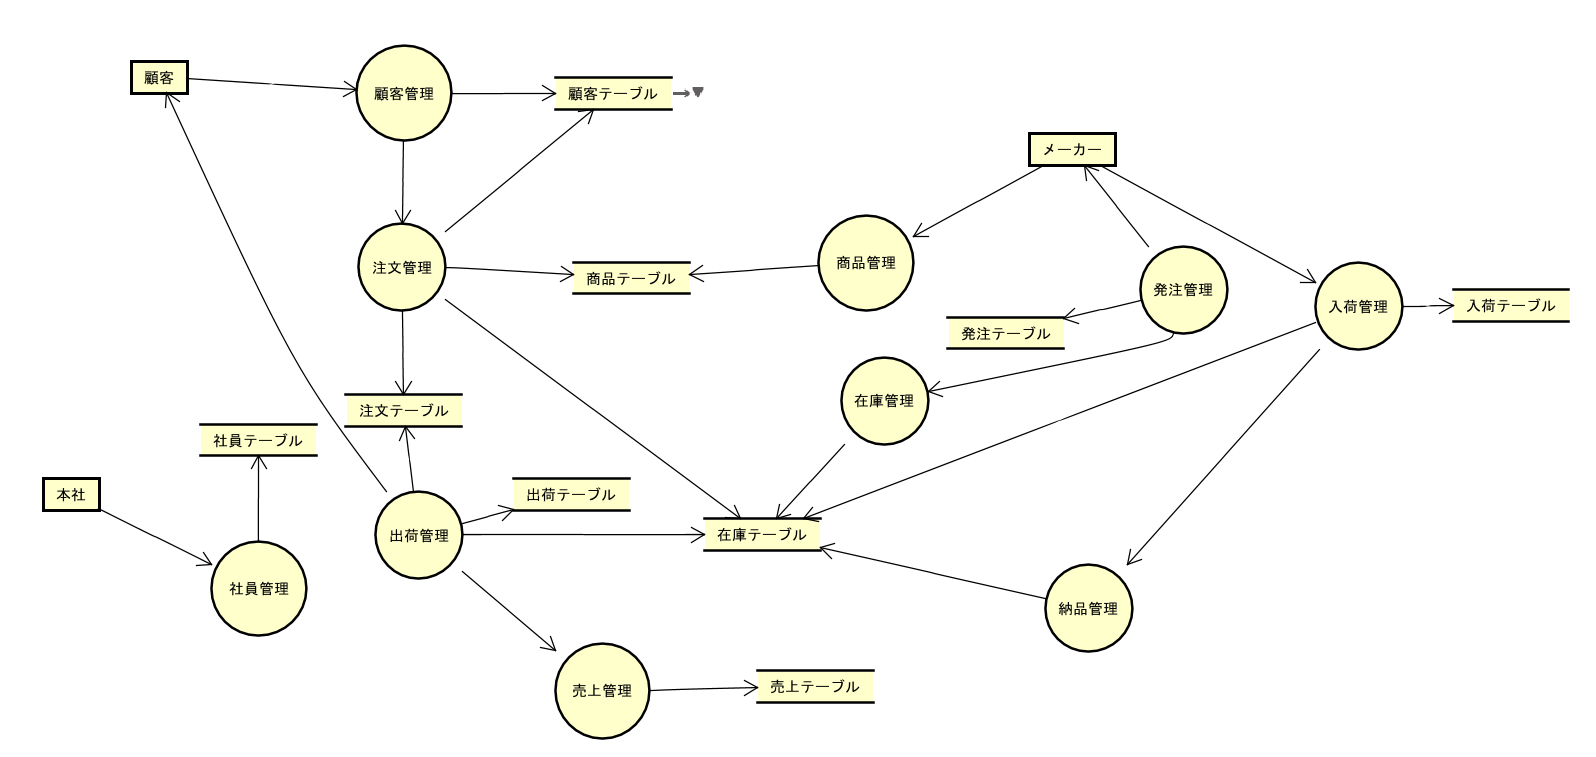 顧客
顧客管理
顧客テーブル
メーカー
注文管理
商品テーブル
商品管理
発注管理
入荷管理
入荷テーブル
発注テーブル
在庫管理
注文テーブル
社員テーブル
本社
出荷テーブル
出荷管理
在庫テーブル
社員管理
納品管理
売上管理
売上テーブル